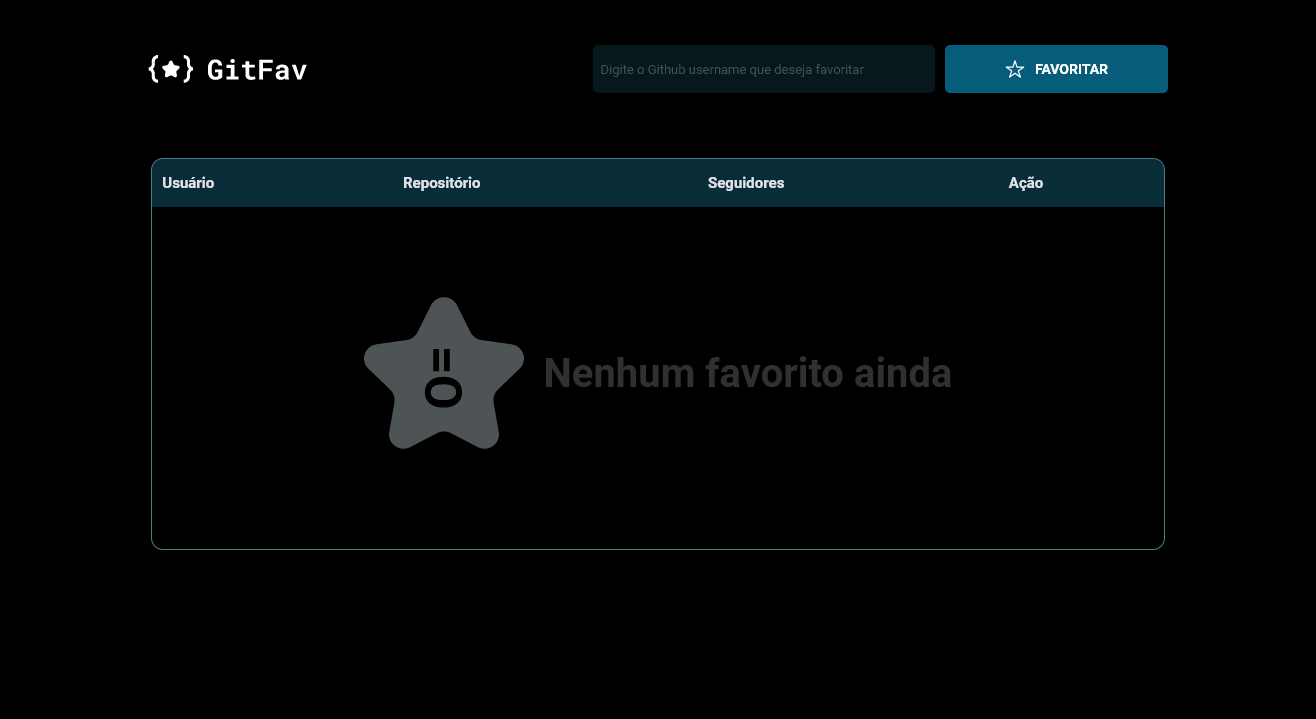 {★} GitFav
Digite o Github username que deseja favoritar
FAVORITAR
Usuário Repositório Seguidores Ação
Nenhum favorito ainda